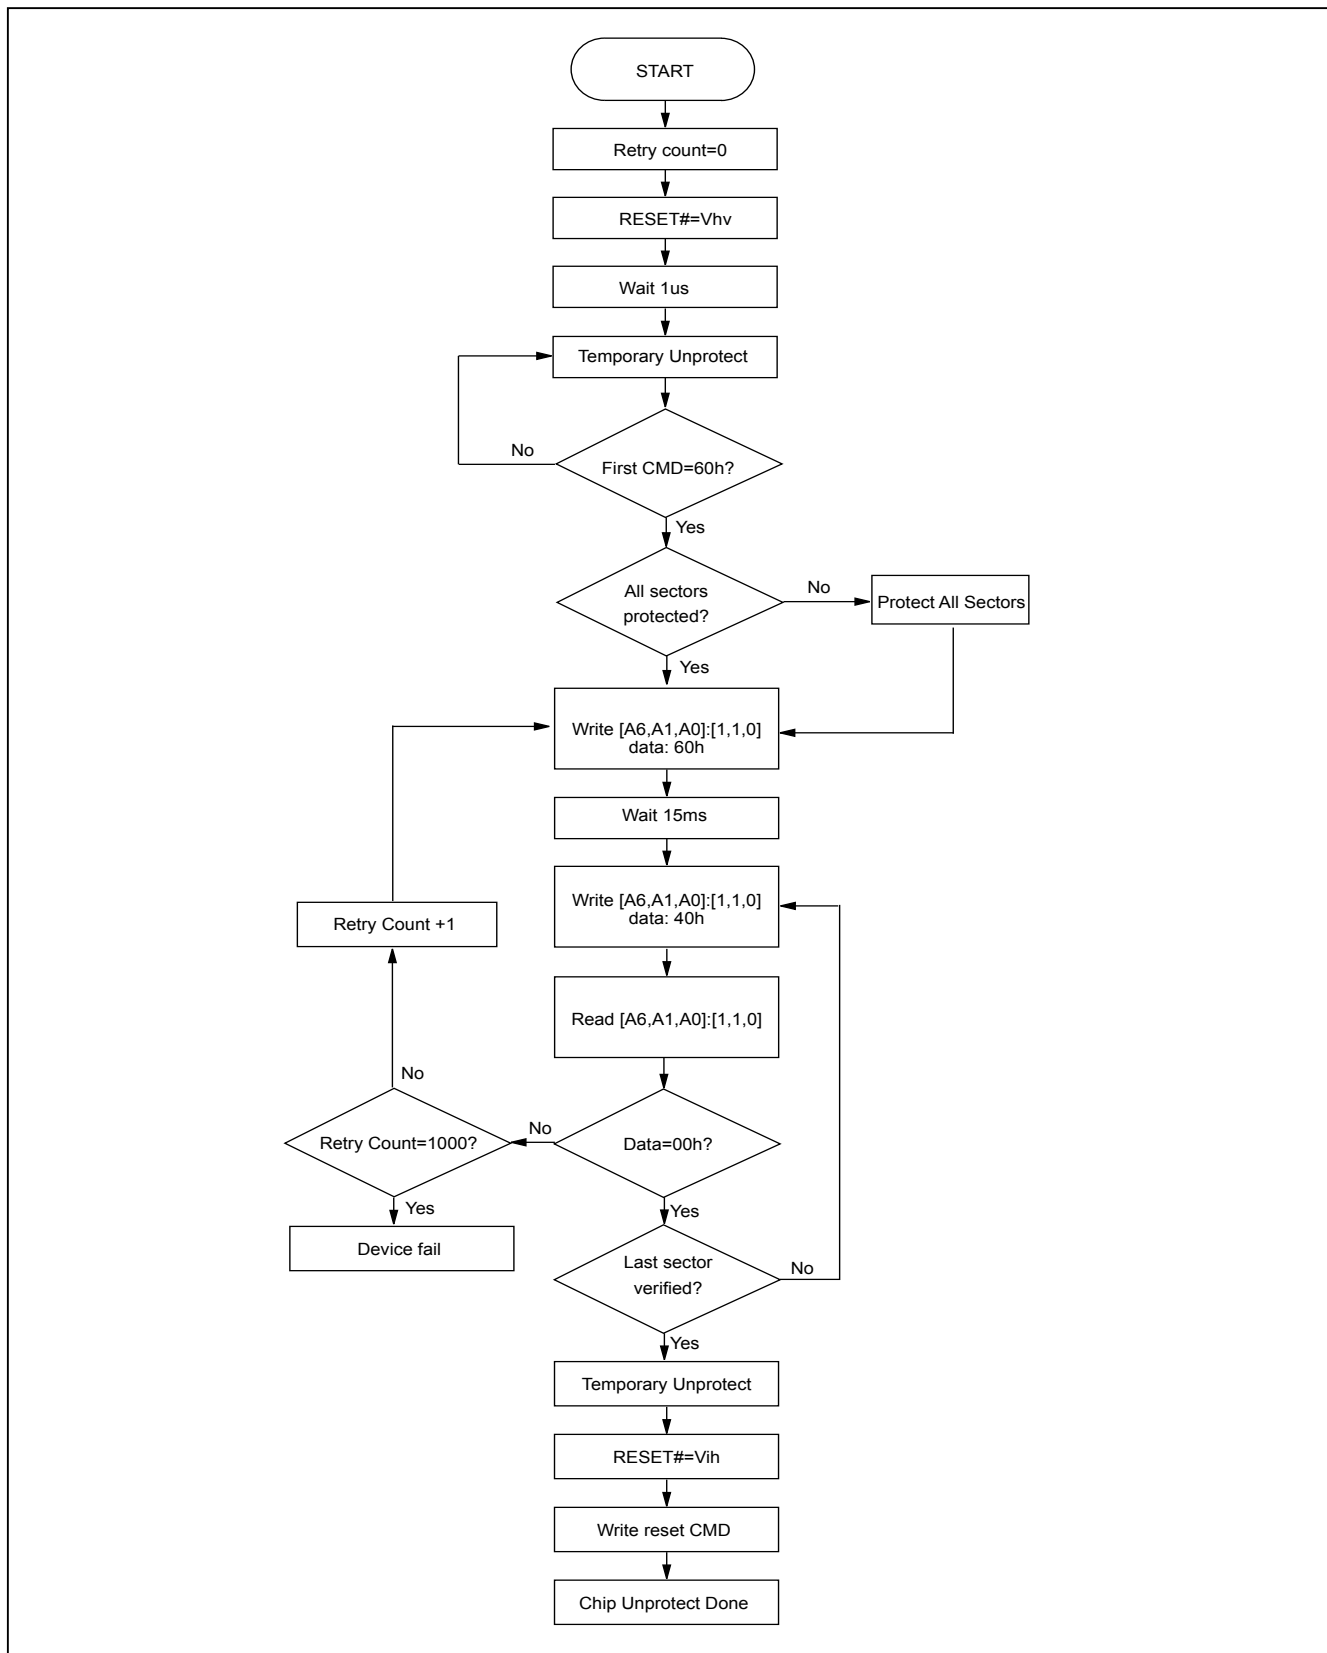 START
Retry count=0
RESET#=Vhv
Wait 1us
Temporary Unprotect
No
First CMD=60h?
Yes
All sectors
protected?
No
Protect All Sectors
Yes
Write [A6,A1,A0]:[1,1,0]
data: 60h
Wait 15ms
Write [A6,A1,A0]:[1,1,0]
data: 40h
Retry Count +1
Read [A6,A1,A0]:[1,1,0]
No
Retry Count=1000?
No
Data=00h?
Yes
Yes
Device fail
Last sector
verified?
No
Yes
Temporary Unprotect
RESET#=Vih
Write reset CMD
Chip Unprotect Done